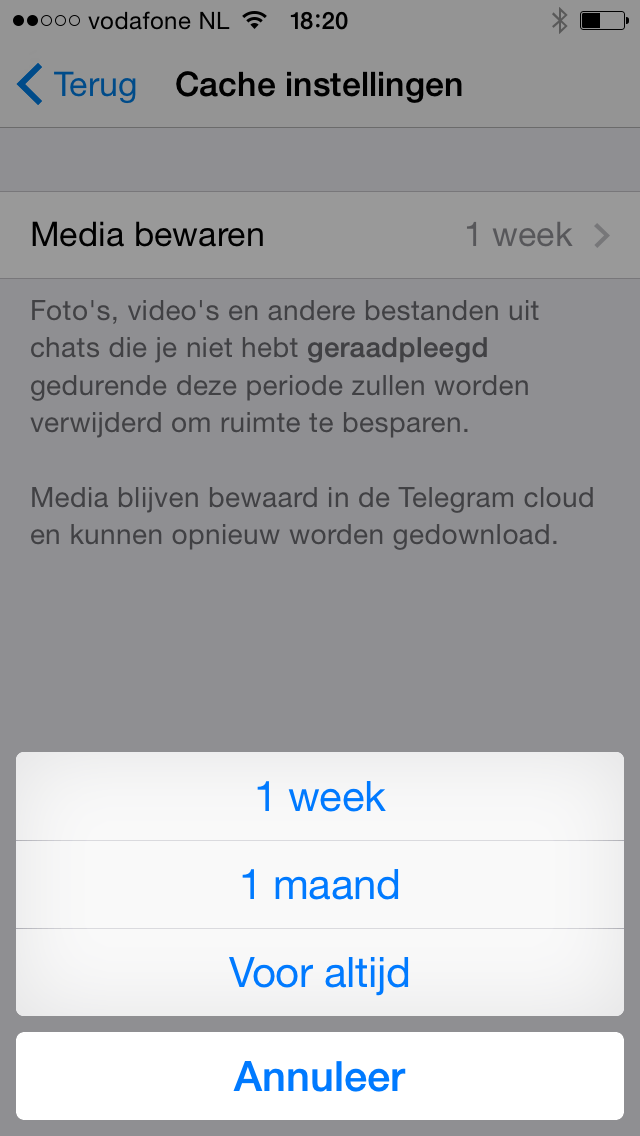 vodafone NL 18:20
Terug Cache instellingen
Media bewaren 1 week
Foto's, video's en andere bestanden uit
chats die je niet hebt geraadpleegd
gedurende deze periode zullen worden
verwijderd om ruimte te besparen.
Media blijven bewaard in de Telegram cloud
en kunnen opnieuw worden gedownload.
1 week
1 maand
Voor altijd
Annuleer